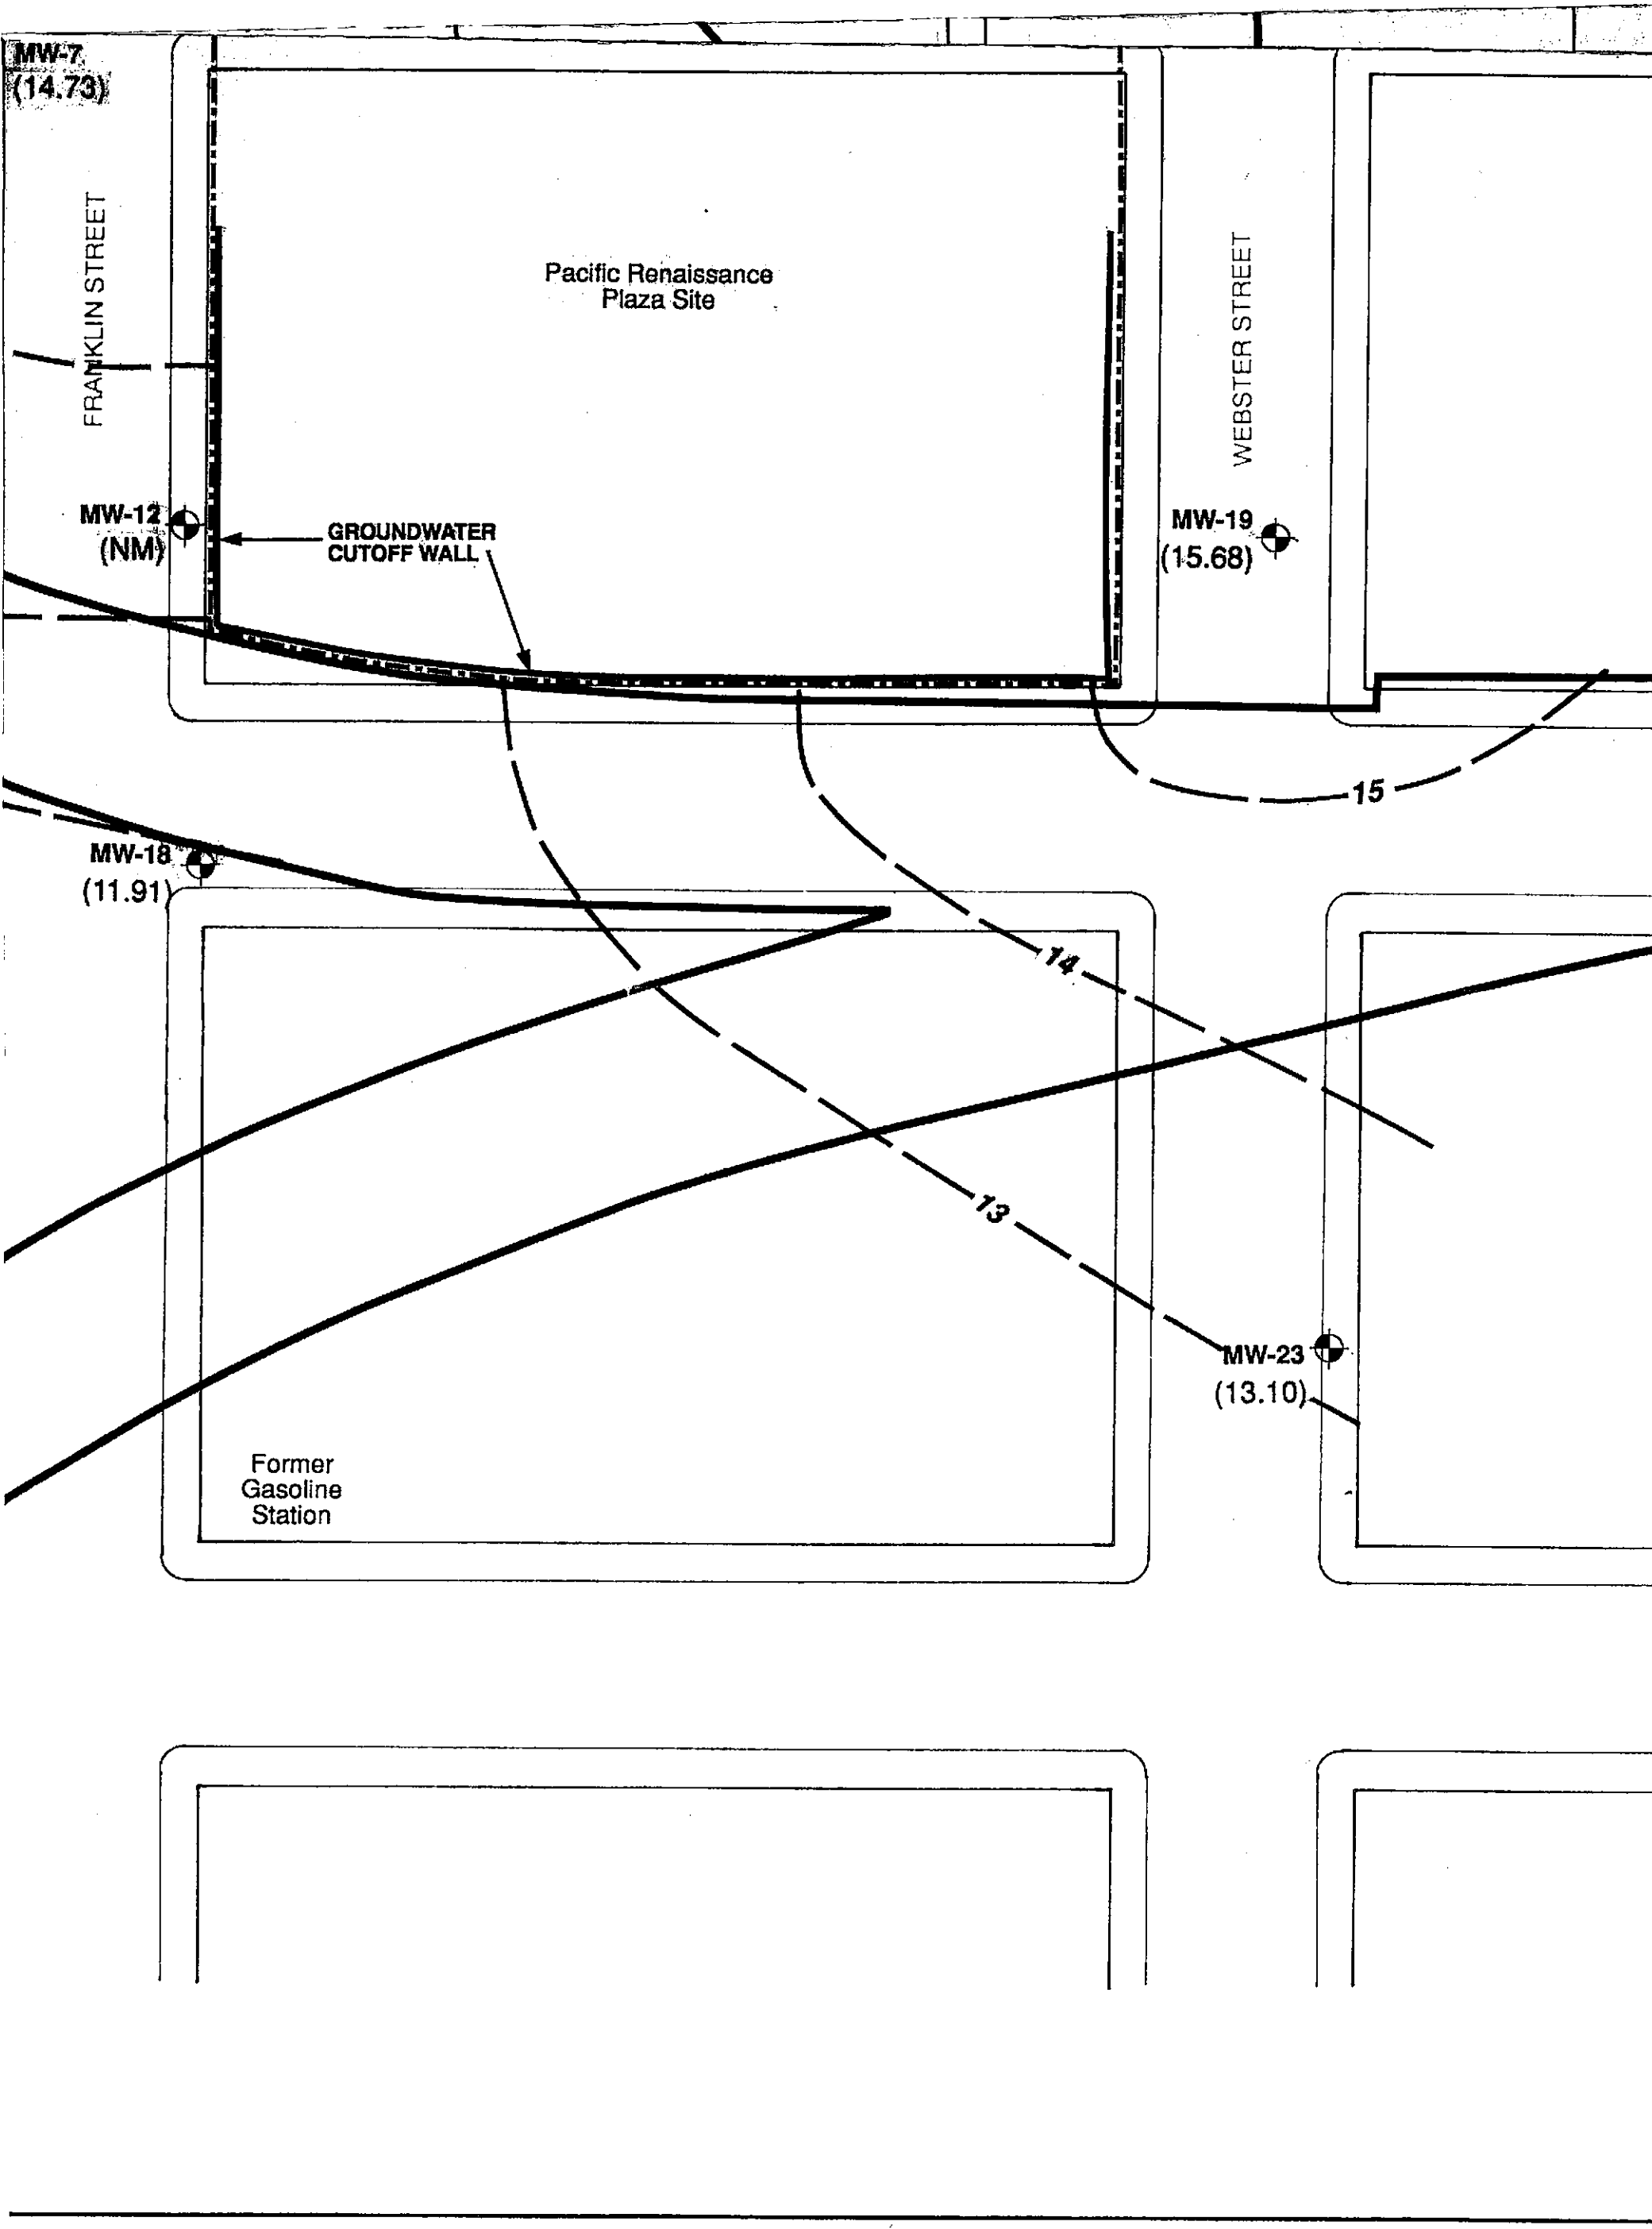 MW-7
(14.73)
FRANKLIN STREET
Pacific Renaissance
Plaza Site
WEBSTER STREET
MW-12
(NM)
GROUNDWATER
CUTOFF WALL
MW-19
(15.68)
15
MW-18
(11.91)
14
13
MW-23
(13.10)
Former
Gasoline
Station